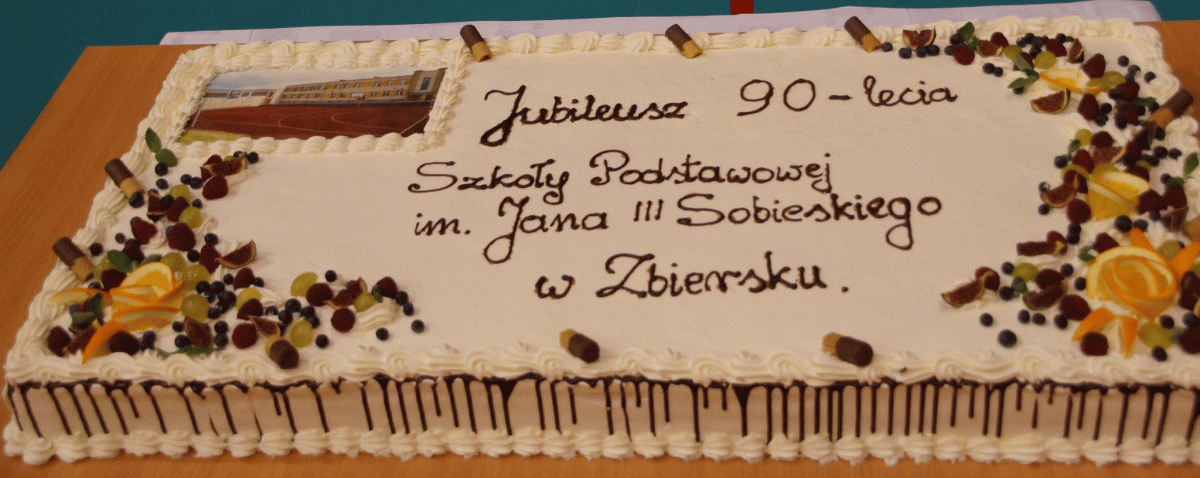 Jubileusz 90-lecia
Szkoły Podstawowej
im. Jana III Sobieskiego
w Zbiersku.